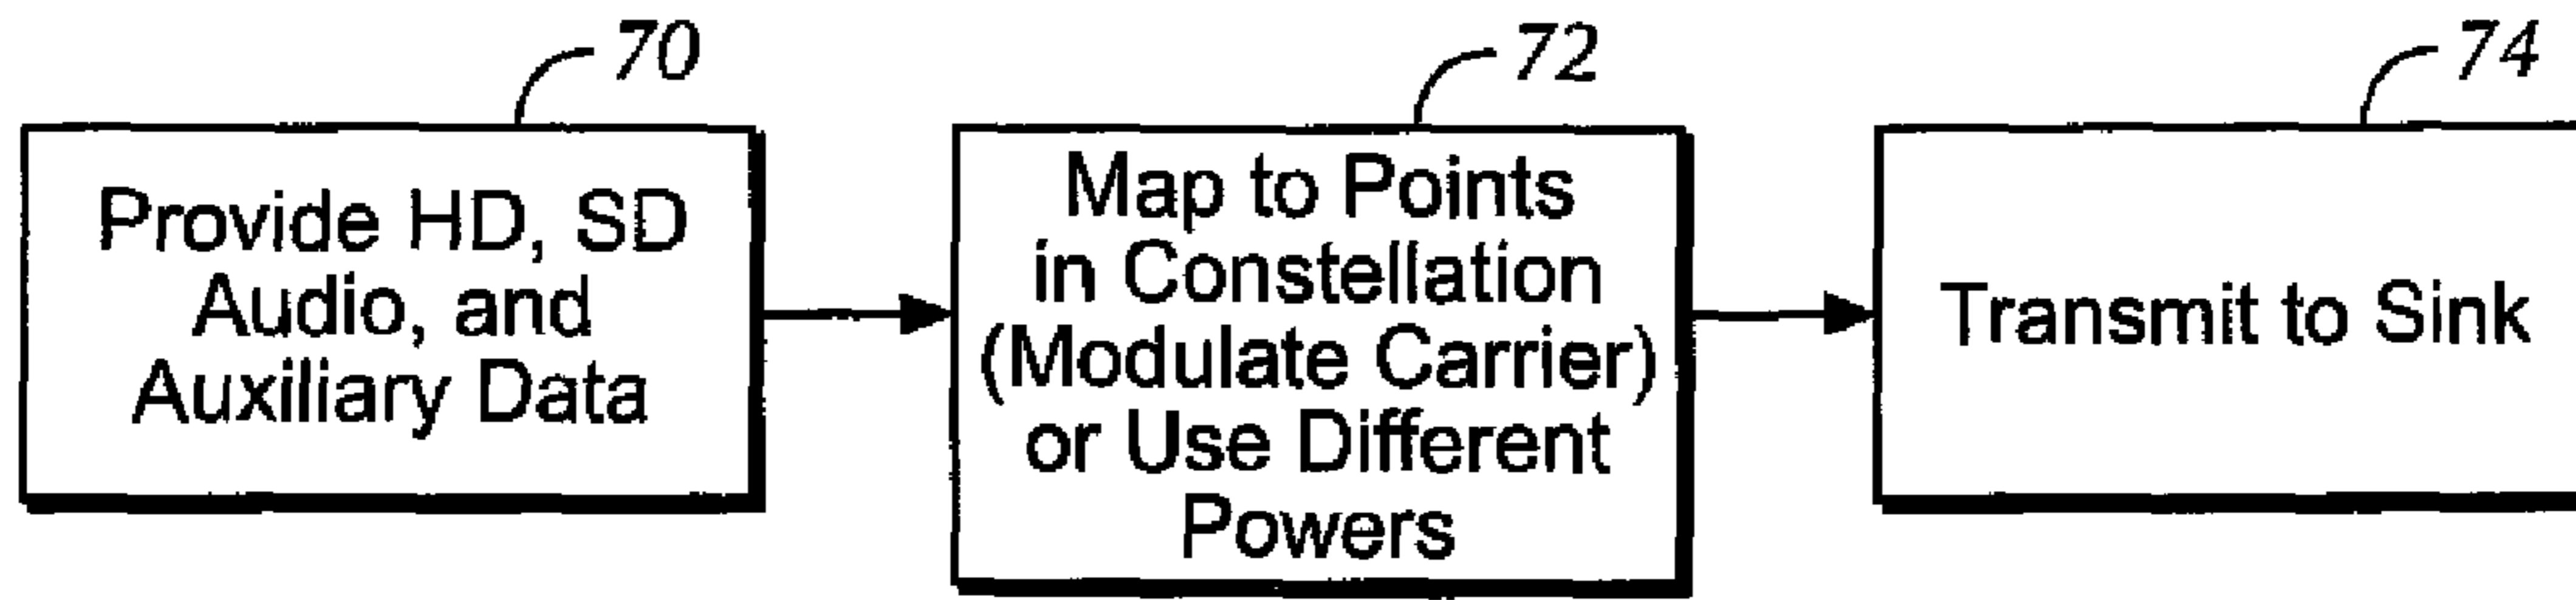 70
Provide HD, SD
Audio, and
Auxiliary Data
72
Map to Points
in Constellation
(Modulate Carrier)
or Use Different
Powers
74
Transmit to Sink